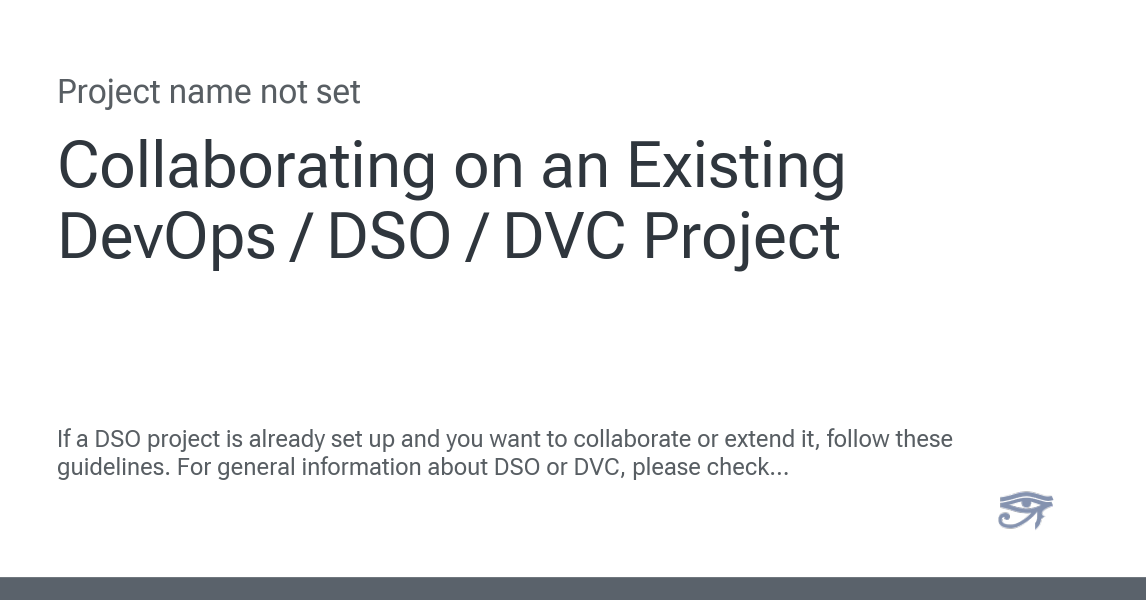 Project name not set
Collaborating on an Existing
DevOps / DSO / DVC Project
If a DSO project is already set up and you want to collaborate or extend it, follow these
guidelines. For general information about DSO or DVC, please check...